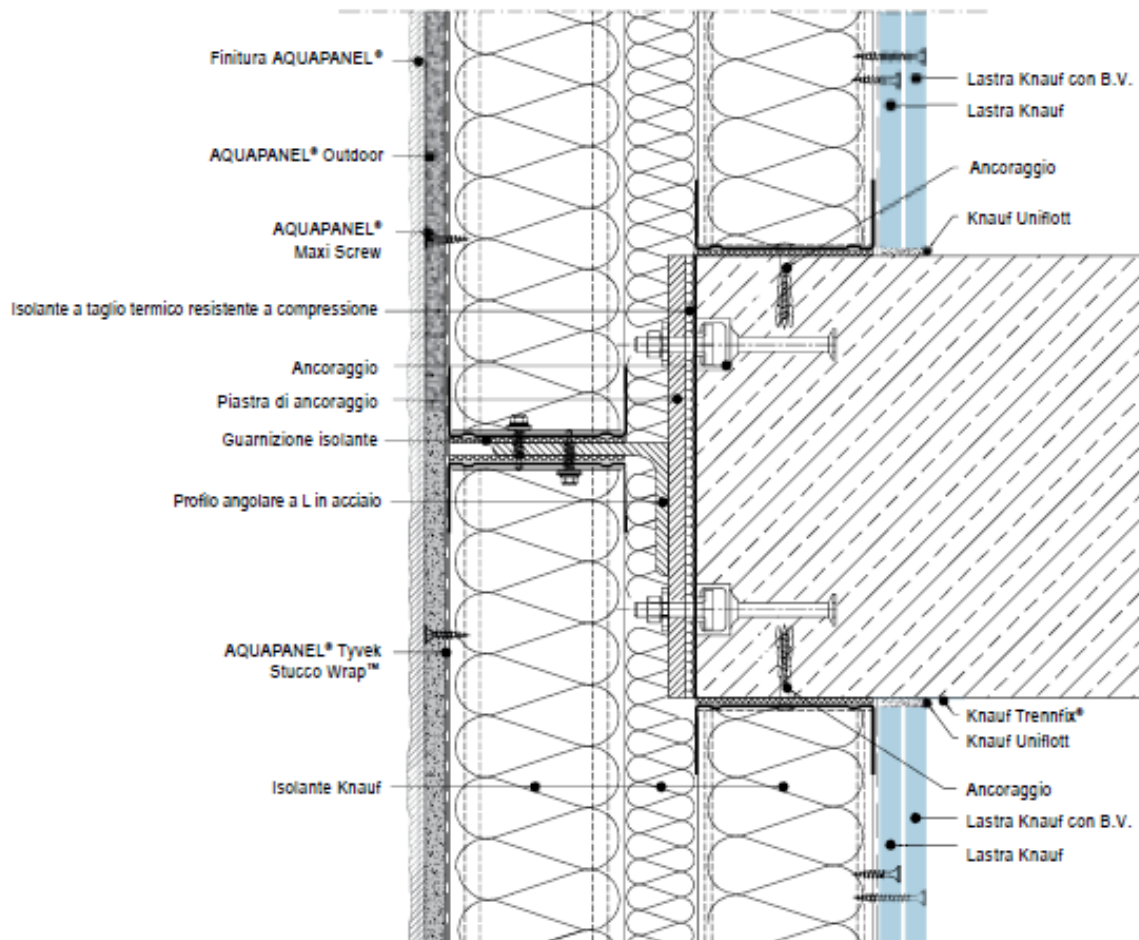 Finitura AQUAPANEL®
AQUAPANEL® Outdoor
AQUAPANEL®
Maxi Screw
Isolante a taglio termico resistente a compressione
Ancoraggio
Piastra di ancoraggio
Guarnizione isolante
Profilo angolare a L in acciaio
AQUAPANEL® Tyvek
Stucco Wrap™
Isolante Knauf
Lastra Knauf con B.V.
Lastra Knauf
Ancoraggio
Knauf Uniflott
Knauf Trennfix®
Knauf Uniflott
Ancoraggio
Lastra Knauf con B.V.
Lastra Knauf